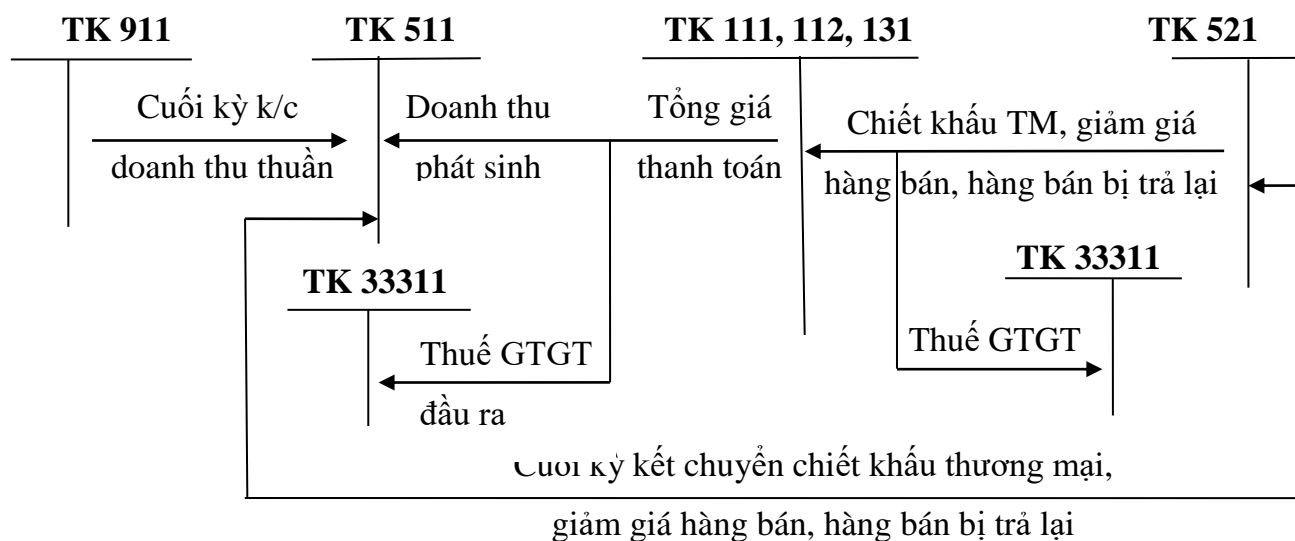 TK 911
TK 511
TK 111, 112, 131
TK 521
Cuối kỳ k/c
doanh thu thuần
Doanh thu
phát sinh
Tổng giá
thanh toán
Chiết khấu TM, giảm giá
hàng bán, hàng bán bị trả lại
TK 33311
Thuế GTGT
đầu ra
TK 33311
Thuế GTGT
Cuối kỳ kết chuyển chiết khấu thương mại,
giảm giá hàng bán, hàng bán bị trả lại